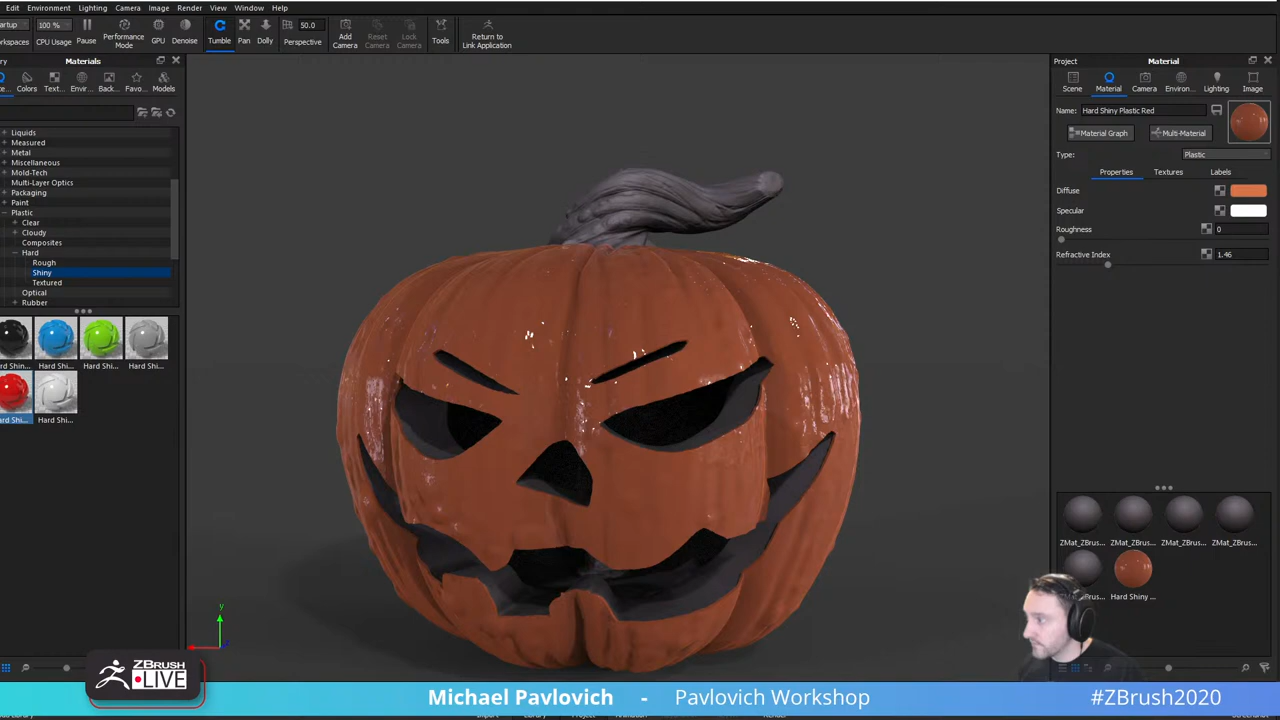 Edit Environment Lighting Camera Image Render View Window Help
100 % 50.0
CPU Usage Pause Performance Mode GPU Denoise Tumble Pan Dolly Perspective Add Camera Reset Camera Lock Camera Tools Return to Link Application
Materials
Colors Text... Envir... Back... Favo... Models
Liquids
Measured
Metal
Miscellaneous
Mold-Tech
Multi-Layer Optics
Packaging
Paint
Plastic
Clear
Cloudy
Composites
Hard
Rough
Shiny
Textured
Optical
Rubber
Hard Shi... Hard Shi... Hard Shi...
Hard Shi...
Project Material
Scene Material Camera Environ... Lighting Image
Name: Hard Shiny Plastic Red
Material Graph Multi-Material
Type: Plastic
Properties Textures Labels
Diffuse
Specular
Roughness 0
Refractive Index 1.46
ZMat_ZBrus... ZMat_ZBrus... ZMat_ZBrus... ZMat_ZBrus...
Hard Shiny ...
y
ZBRUSH
LIVE
Michael Pavlovich - Pavlovich Workshop #ZBrush2020